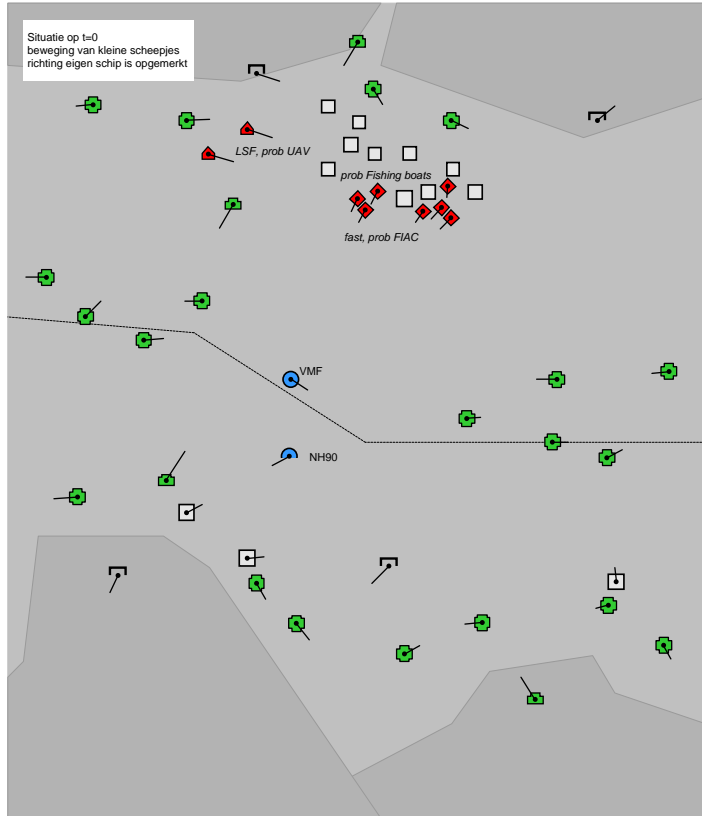 Situatie op t=0
beweging van kleine scheepjes
richting eigen schip is opgemerkt
LSF, prob UAV
prob Fishing boats
fast, prob FIAC
VMF
NH90